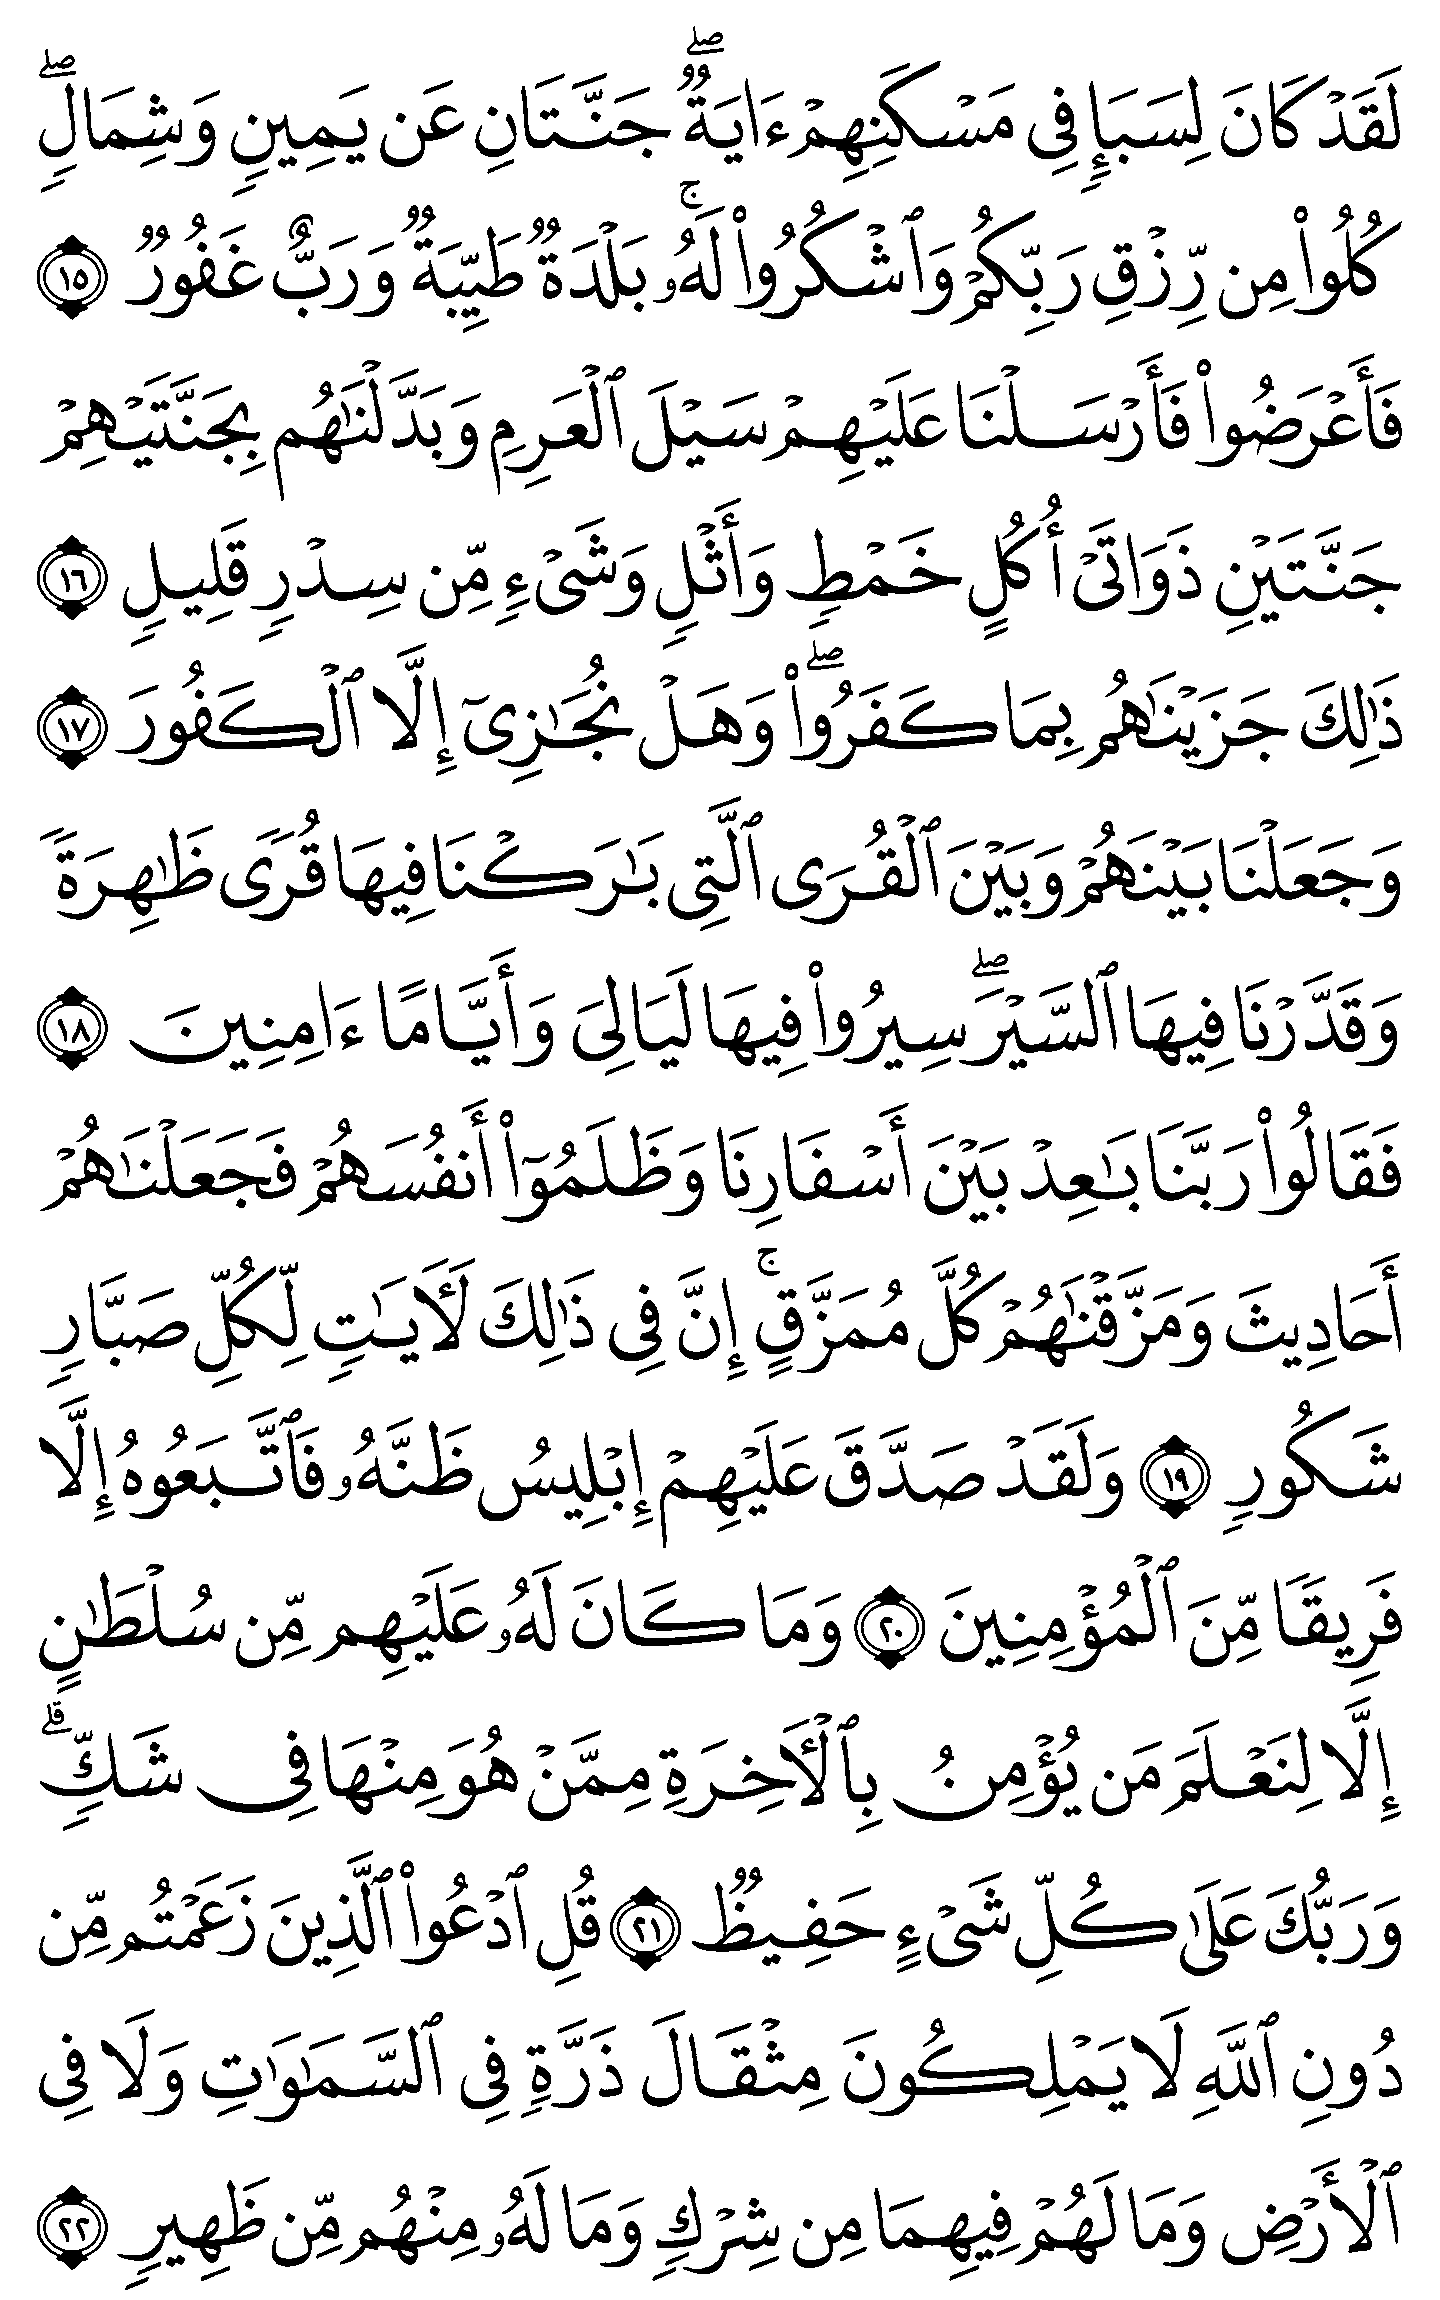 لَقَدْ كَانَ لِسَبَإٍ فِي مَسْكَنِهِمْ ءَايَةٌ ۖ جَنَّتَانِ عَن يَمِينٍ وَشِمَالٍ ۖ
كُلُوا۟ مِن رِّزْقِ رَبِّكُمْ وَٱشْكُرُوا۟ لَهُۥ ۚ بَلْدَةٌ طَيِّبَةٌ وَرَبٌّ غَفُورٌ ١٥
فَأَعْرَضُوا۟ فَأَرْسَلْنَا عَلَيْهِمْ سَيْلَ ٱلْعَرِمِ وَبَدَّلْنَٰهُم بِجَنَّتَيْهِمْ
جَنَّتَيْنِ ذَوَاتَىْ أُكُلٍ خَمْطٍ وَأَثْلٍ وَشَىْءٍ مِّن سِدْرٍ قَلِيلٍ ١٦
ذَٰلِكَ جَزَيْنَٰهُم بِمَا كَفَرُوا۟ ۖ وَهَلْ نُجَٰزِىٓ إِلَّا ٱلْكَفُورَ ١٧
وَجَعَلْنَا بَيْنَهُمْ وَبَيْنَ ٱلْقُرَى ٱلَّتِى بَٰرَكْنَا فِيهَا قُرًى ظَٰهِرَةً
وَقَدَّرْنَا فِيهَا ٱلسَّيْرَ ۖ سِيرُوا۟ فِيهَا لَيَالِىَ وَأَيَّامًا ءَامِنِينَ ١٨
فَقَالُوا۟ رَبَّنَا بَٰعِدْ بَيْنَ أَسْفَارِنَا وَظَلَمُوٓا۟ أَنفُسَهُمْ فَجَعَلْنَٰهُمْ
أَحَادِيثَ وَمَزَّقْنَٰهُمْ كُلَّ مُمَزَّقٍ ۚ إِنَّ فِى ذَٰلِكَ لَـَٔايَٰتٍ لِّكُلِّ صَبَّارٍ
شَكُورٍ ١٩ وَلَقَدْ صَدَّقَ عَلَيْهِمْ إِبْلِيسُ ظَنَّهُۥ فَٱتَّبَعُوهُ إِلَّا
فَرِيقًا مِّنَ ٱلْمُؤْمِنِينَ ٢٠ وَمَا كَانَ لَهُۥ عَلَيْهِم مِّن سُلْطَٰنٍ
إِلَّا لِنَعْلَمَ مَن يُؤْمِنُ بِٱلْـَٔاخِرَةِ مِمَّنْ هُوَ مِنْهَا فِى شَكٍّ ۗ
وَرَبُّكَ عَلَىٰ كُلِّ شَىْءٍ حَفِيظٌ ٢١ قُلِ ٱدْعُوا۟ ٱلَّذِينَ زَعَمْتُم مِّن
دُونِ ٱللَّهِ لَا يَمْلِكُونَ مِثْقَالَ ذَرَّةٍ فِى ٱلسَّمَٰوَٰتِ وَلَا فِى
ٱلْأَرْضِ وَمَا لَهُمْ فِيهِمَا مِن شِرْكٍ وَمَا لَهُۥ مِنْهُم مِّن ظَهِيرٍ ٢٢